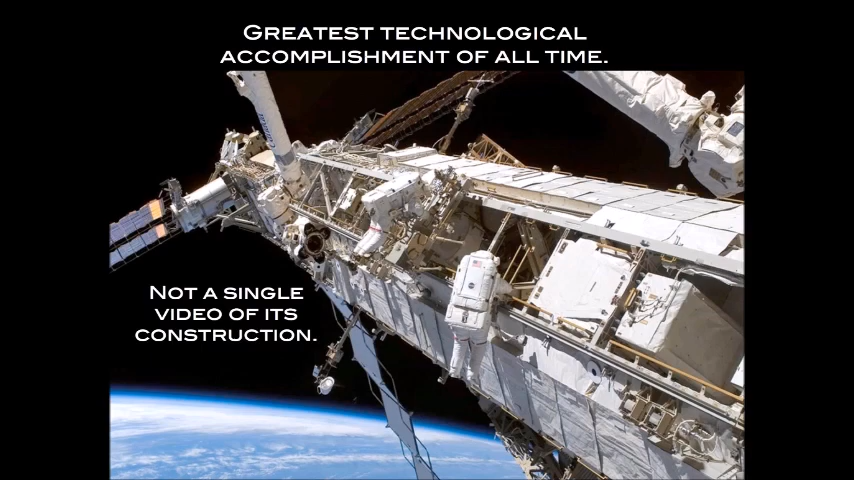 Greatest technological
accomplishment of all time.
Not a single
video of its
construction.